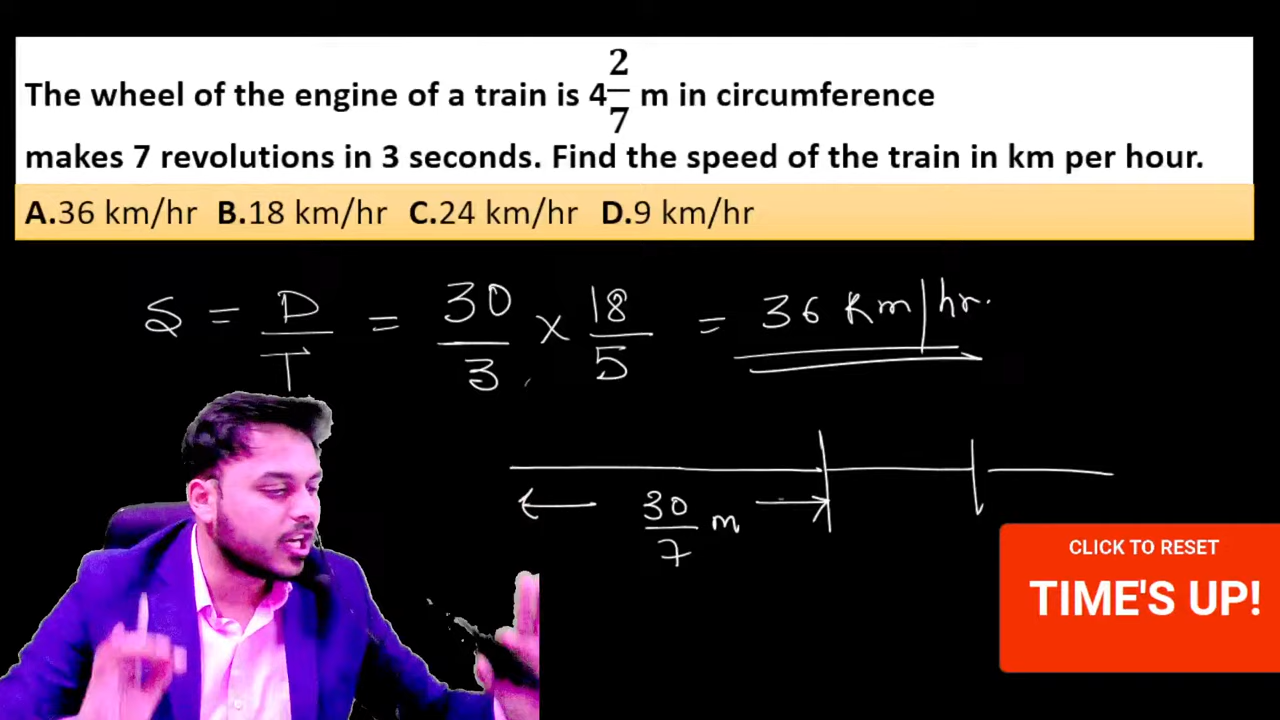 The wheel of the engine of a train is 4 2/7 m in circumference
makes 7 revolutions in 3 seconds. Find the speed of the train in km per hour.
A.36 km/hr B.18 km/hr C.24 km/hr D.9 km/hr
S = D/T = 30/3 × 18/5 = 36 Km/hr.
30/7 m
CLICK TO RESET
TIME'S UP!